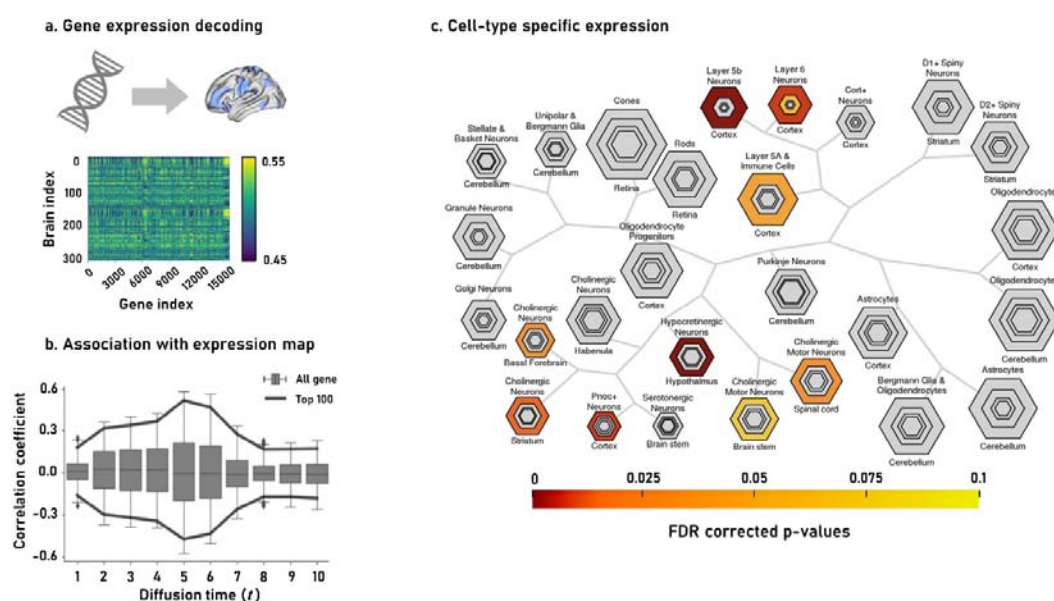 a. Gene expression decoding
0.55
0.45
Brain index
0
100
200
300
0
3000
6000
9000
12000
15000
Gene index
b. Association with expression map
All gene
Top 100
Correlation coefficient
0.6
0.3
0.0
-0.3
-0.6
1 2 3 4 5 6 7 8 9 10
Diffusion time (t)
c. Cell-type specific expression
Stellate &
Basket Neurons
Cerebellum
Unipolar &
Bergmann Glia
Cerebellum
Cones
Retina
Rods
Retina
Layer 5b
Neurons
Cortex
Layer 6
Neurons
Cortex
Cort+
Neurons
Cortex
D1+ Spiny
Neurons
Striatum
D2+ Spiny
Neurons
Striatum
Granule Neurons
Cerebellum
Layer 5A &
Immune Cells
Cortex
Oligodendrocyte
Cortex
Oligodendrocyte
Progenitors
Cortex
Golgi Neurons
Cerebellum
Cholinergic
Neurons
Habenula
Purkinje Neurons
Cerebellum
Oligodendrocyte
Cerebellum
Cholinergic
Neurons
Basal Forebrain
Hypocretinergic
Neurons
Hypothalmus
Astrocytes
Cortex
Cholinergic
Motor Neurons
Spinal cord
Cholinergic
Neurons
Striatum
Pnoc+
Neurons
Cortex
Serotonergic
Neurons
Brain stem
Cholinergic
Motor Neurons
Brain stem
Bergmann Glia &
Oligodendrocytes
Cerebellum
Astrocytes
Cerebellum
0 0.025 0.05 0.075 0.1
FDR corrected p-values